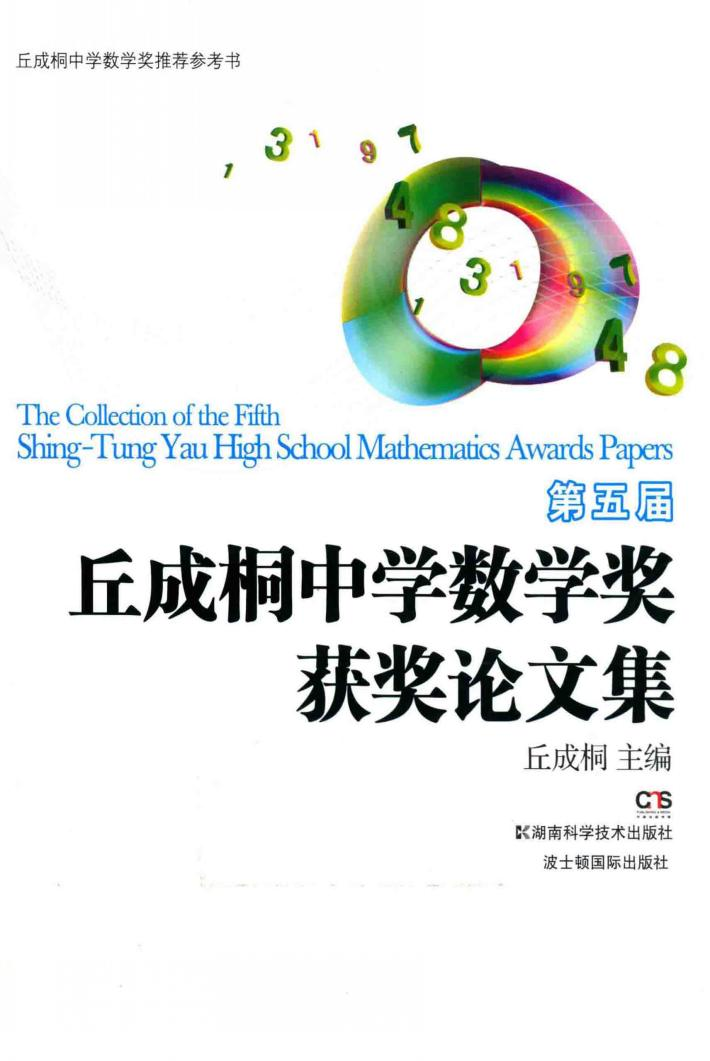 丘成桐中学数学奖推荐参考书
1 3 1 9 7
4 8
3 1 9 7
1
4 8
The Collection of the Fifth
Shing-Tung Yau High School Mathematics Awards Papers
第五届
丘成桐中学数学奖
获奖论文集
丘成桐 主编
湖南科学技术出版社
波士顿国际出版社